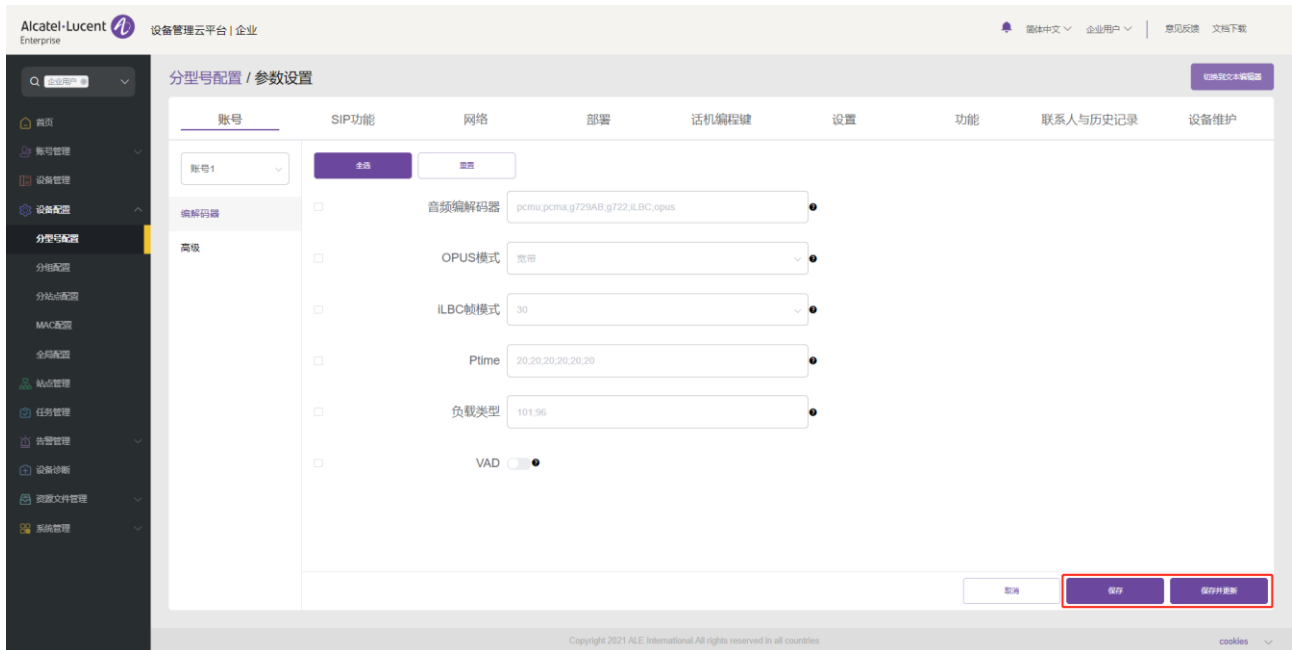 Alcatel·Lucent
Enterprise
设备管理云平台 | 企业
简体中文
企业用户
意见反馈
文档下载
企业用户
分型号配置 / 参数设置
切换到文本编辑器
首页
账号管理
设备管理
设备配置
分型号配置
分组配置
分站点配置
MAC配置
全局配置
站点管理
任务管理
告警管理
设备诊断
资源文件管理
系统管理
账号
SIP功能
网络
部署
话机编程键
设置
功能
联系人与历史记录
设备维护
账号1
编解码器
高级
全选
重置
音频编解码器
pcmu;pcma;g729AB;g722;iLBC;opus
OPUS模式
宽带
iLBC帧模式
30
Ptime
20;20;20;20;20;20
负载类型
101;96
VAD
取消
保存
保存并更新
Copyright 2021 ALE International.All rights reserved in all countries
cookies